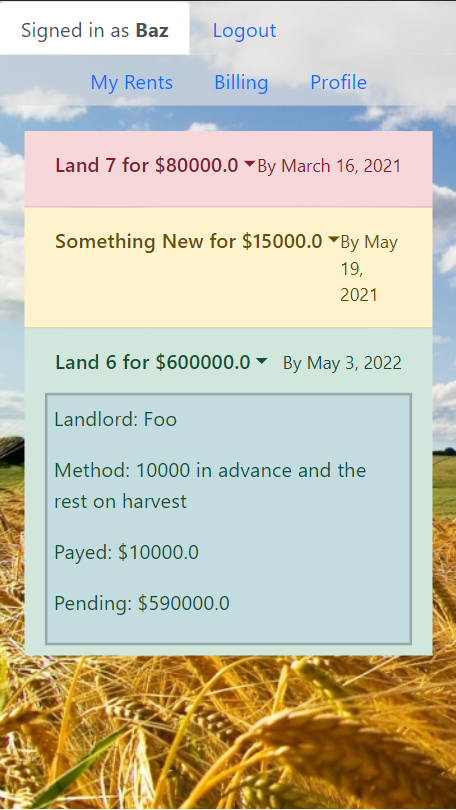 Signed in as Baz Logout
My Rents Billing Profile
Land 7 for $80000.0 By March 16, 2021
Something New for $15000.0 By May
19,
2021
Land 6 for $600000.0 By May 3, 2022
Landlord: Foo
Method: 10000 in advance and the
rest on harvest
Payed: $10000.0
Pending: $590000.0